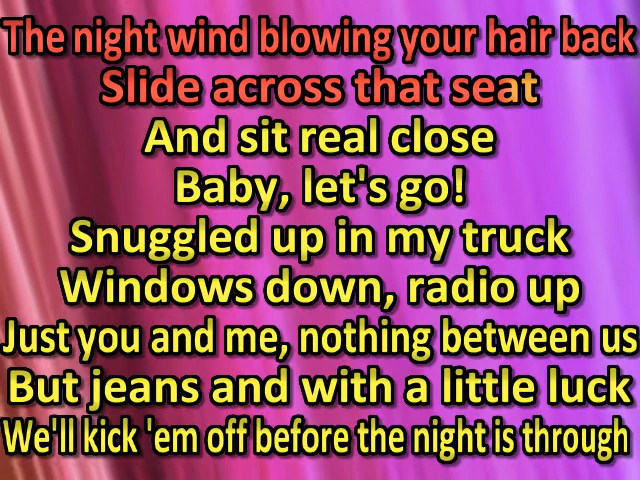 The night wind blowing your hair back
Slide across that seat
And sit real close
Baby, let's go!
Snuggled up in my truck
Windows down, radio up
Just you and me, nothing between us
But jeans and with a little luck
We'll kick 'em off before the night is through